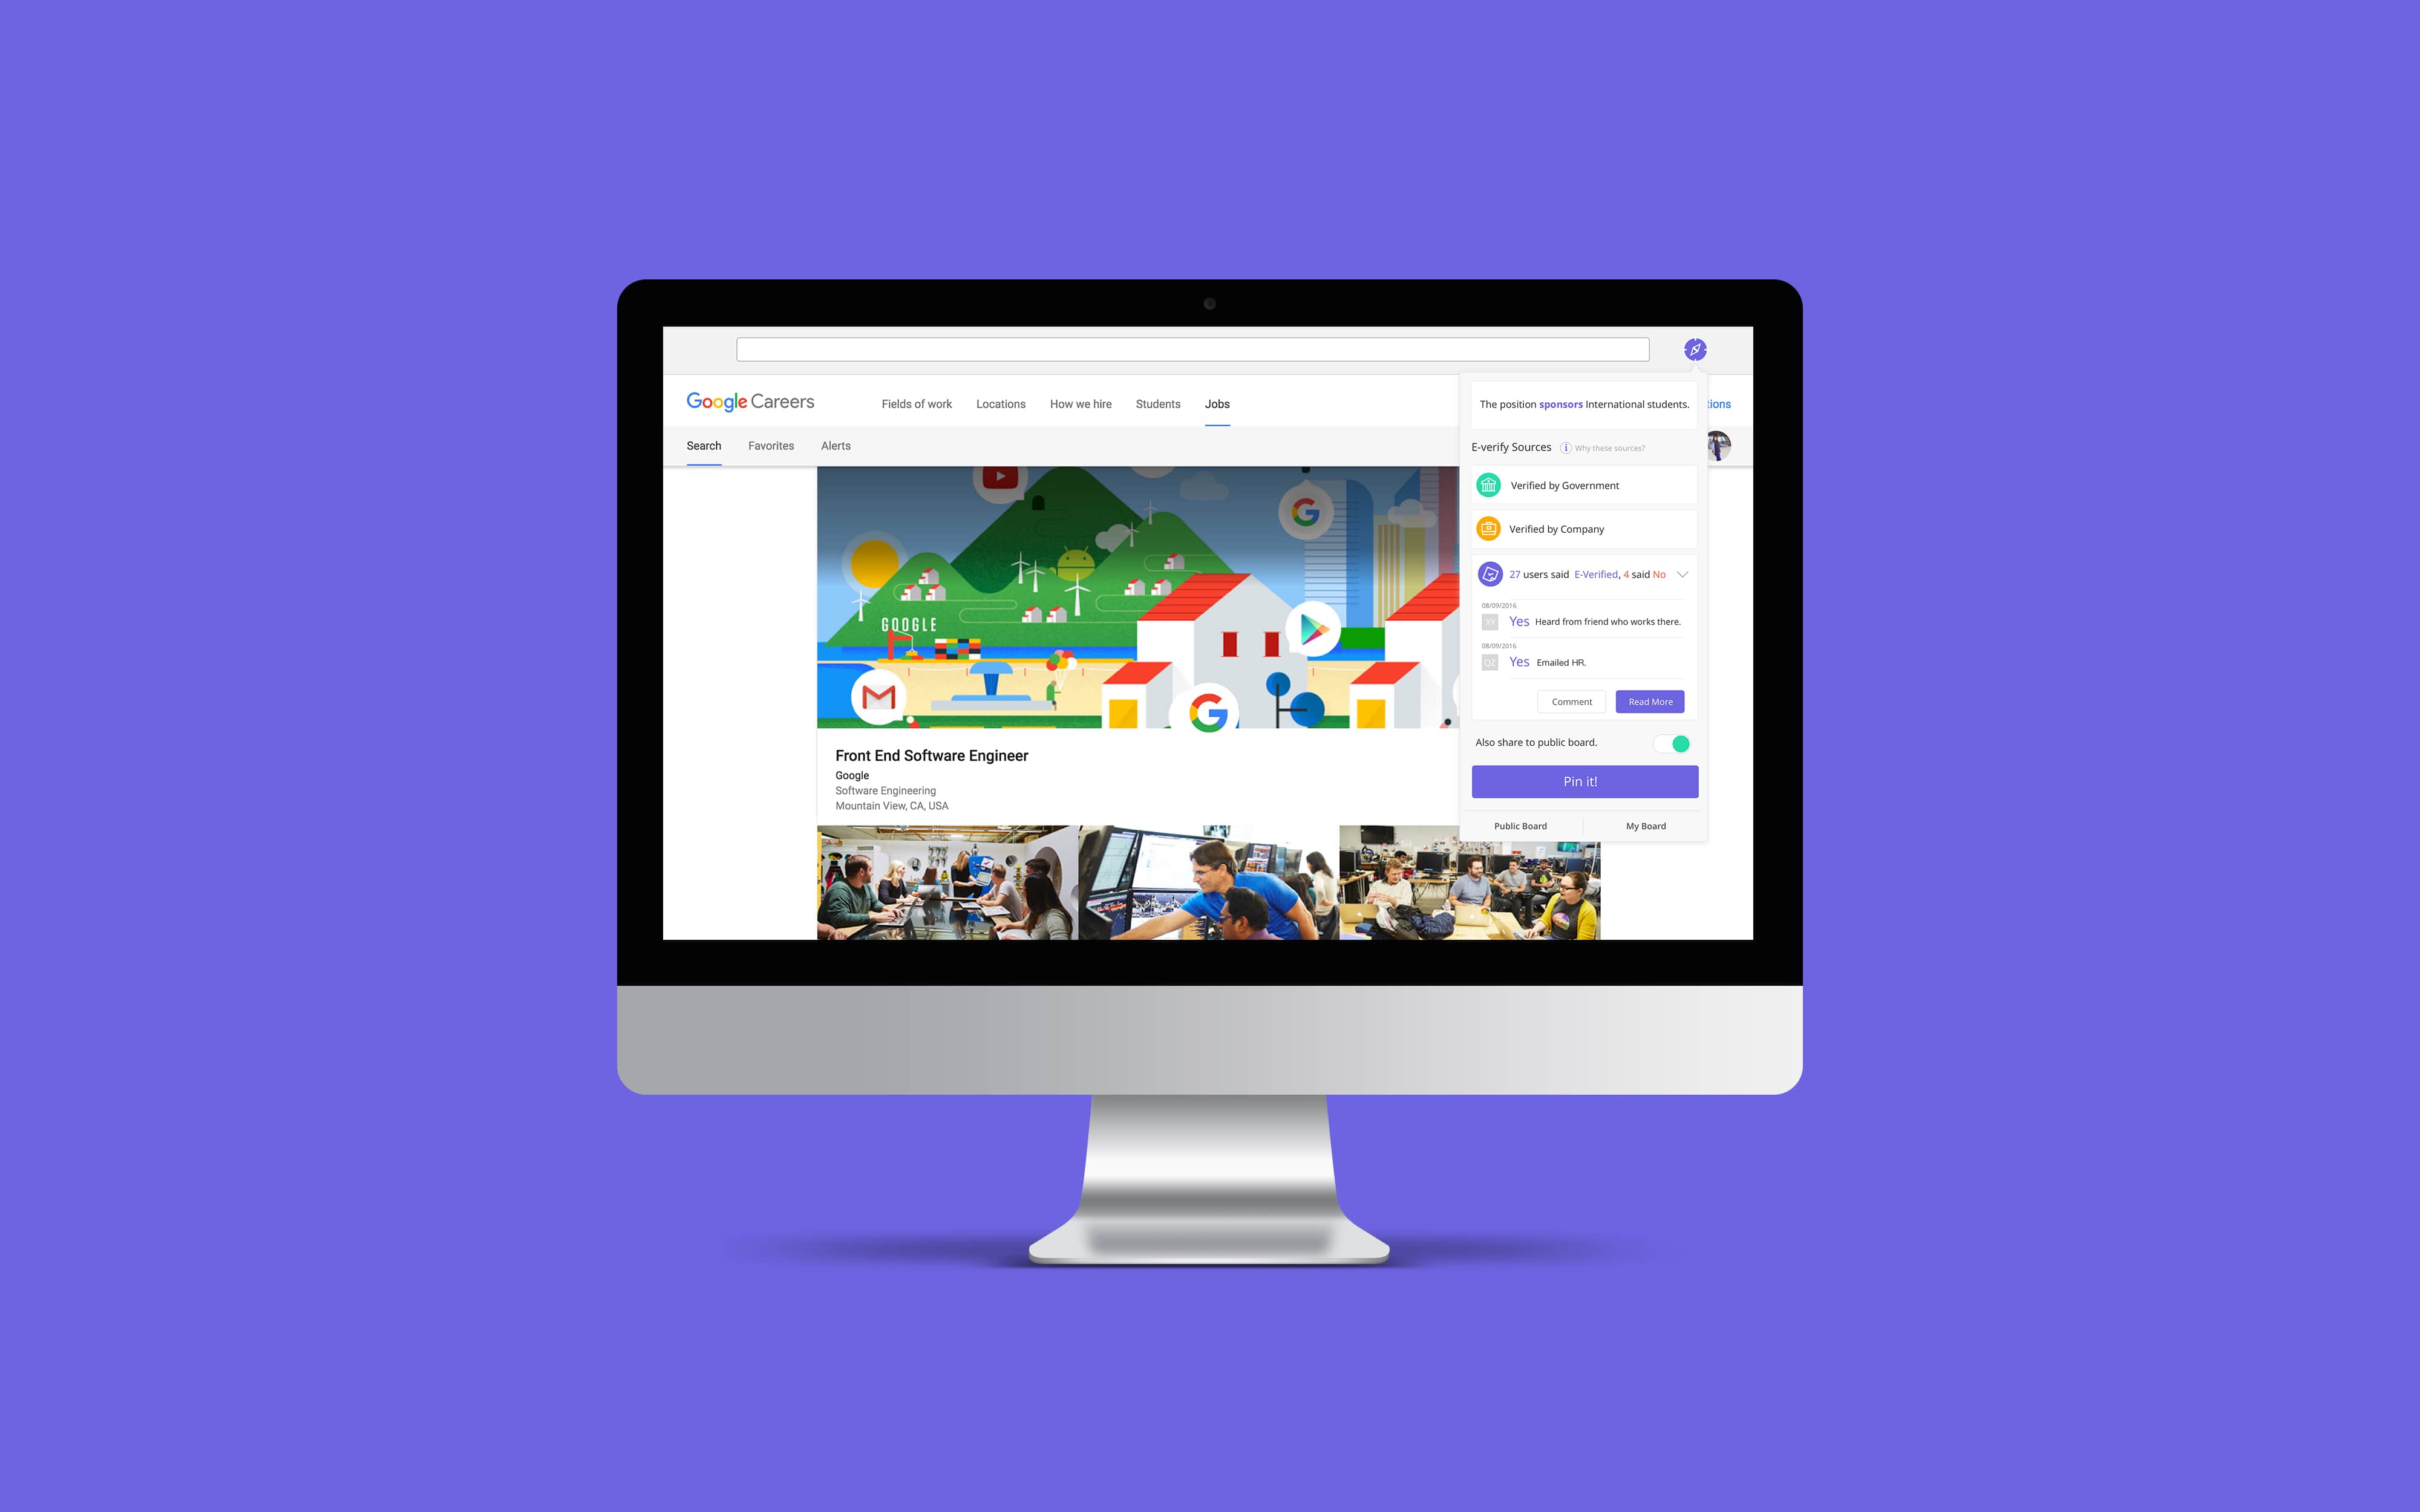 Google Careers
Fields of work
Locations
How we hire
Students
Jobs
tions
Search
Favorites
Alerts
GOOGLE
Front End Software Engineer
Google
Software Engineering
Mountain View, CA, USA
The position sponsors International students.
E-verify Sources
i Why these sources?
Verified by Government
Verified by Company
27 users said E-Verified, 4 said No
08/09/2016
XY Yes Heard from friend who works there.
08/09/2016
QZ Yes Emailed HR.
Comment
Read More
Also share to public board.
Pin it!
Public Board
My Board